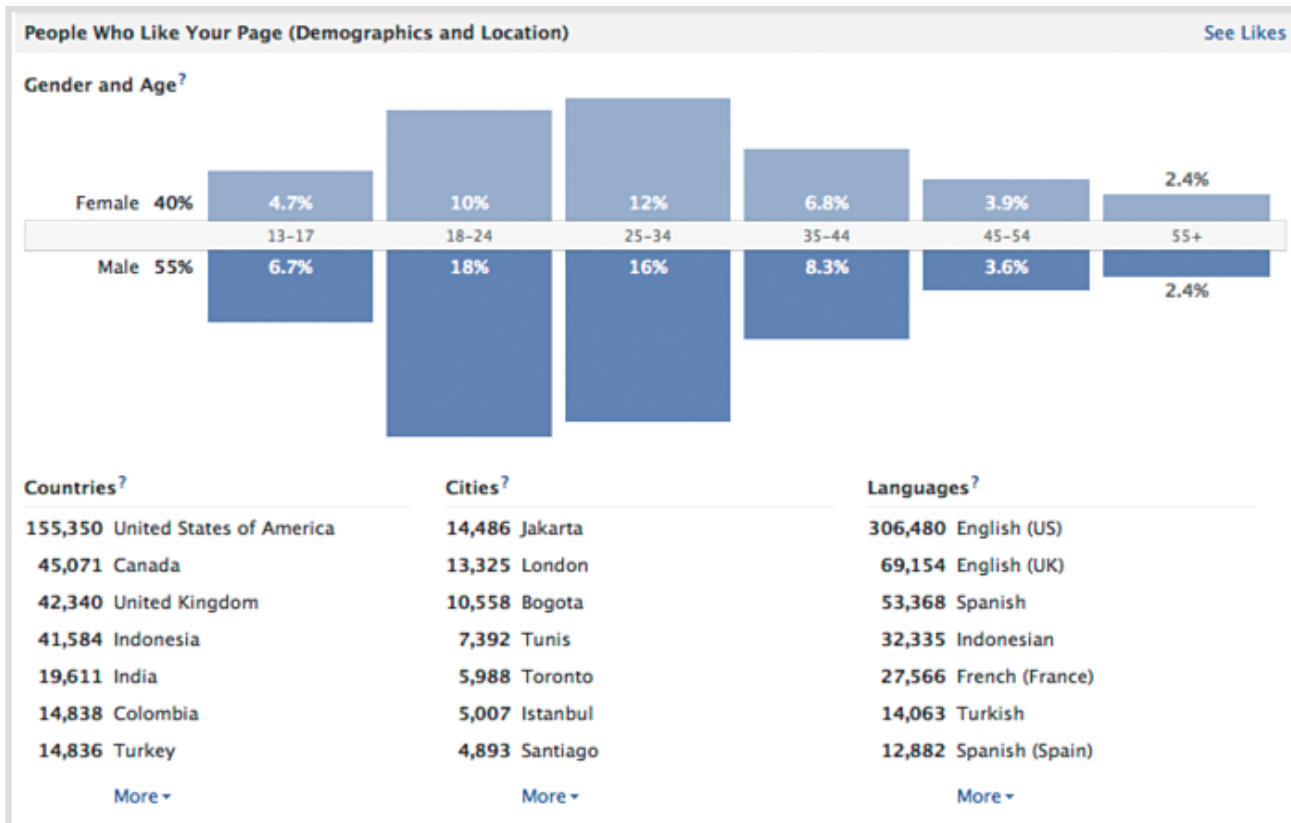 People Who Like Your Page (Demographics and Location) See Likes
Gender and Age?
2.4%
Female 40% 4.7% 10% 12% 6.8% 3.9%
13-17 18-24 25-34 35-44 45-54 55+
Male 55% 6.7% 18% 16% 8.3% 3.6%
2.4%
Countries? Cities? Languages?
155,350 United States of America 14,486 Jakarta 306,480 English (US)
45,071 Canada 13,325 London 69,154 English (UK)
42,340 United Kingdom 10,558 Bogota 53,368 Spanish
41,584 Indonesia 7,392 Tunis 32,335 Indonesian
19,611 India 5,988 Toronto 27,566 French (France)
14,838 Colombia 5,007 Istanbul 14,063 Turkish
14,836 Turkey 4,893 Santiago 12,882 Spanish (Spain)
More More More